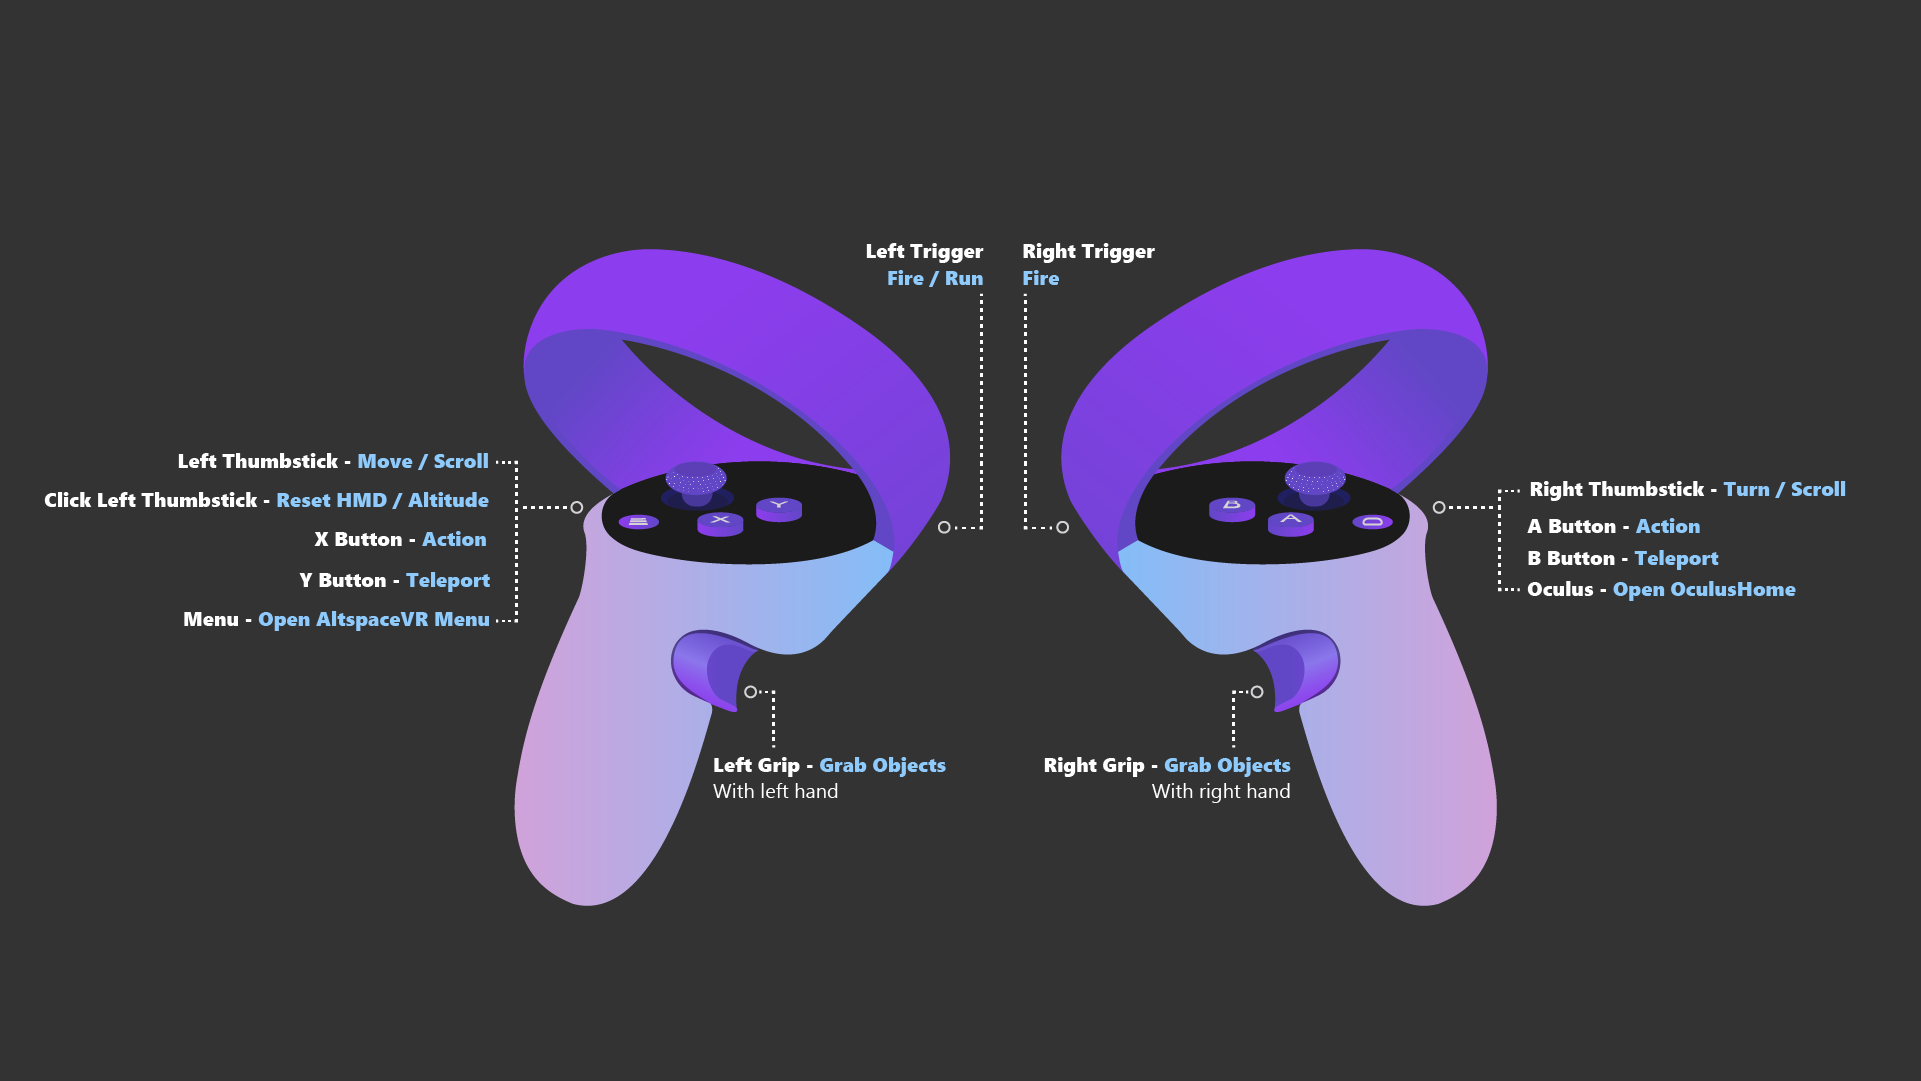 Left Trigger
Fire / Run
Right Trigger
Fire
Left Thumbstick - Move / Scroll
Click Left Thumbstick - Reset HMD / Altitude
X Button - Action
Y Button - Teleport
Menu - Open AltspaceVR Menu
X
Y
B
A
Right Thumbstick - Turn / Scroll
A Button - Action
B Button - Teleport
Oculus - Open OculusHome
Left Grip - Grab Objects
With left hand
Right Grip - Grab Objects
With right hand